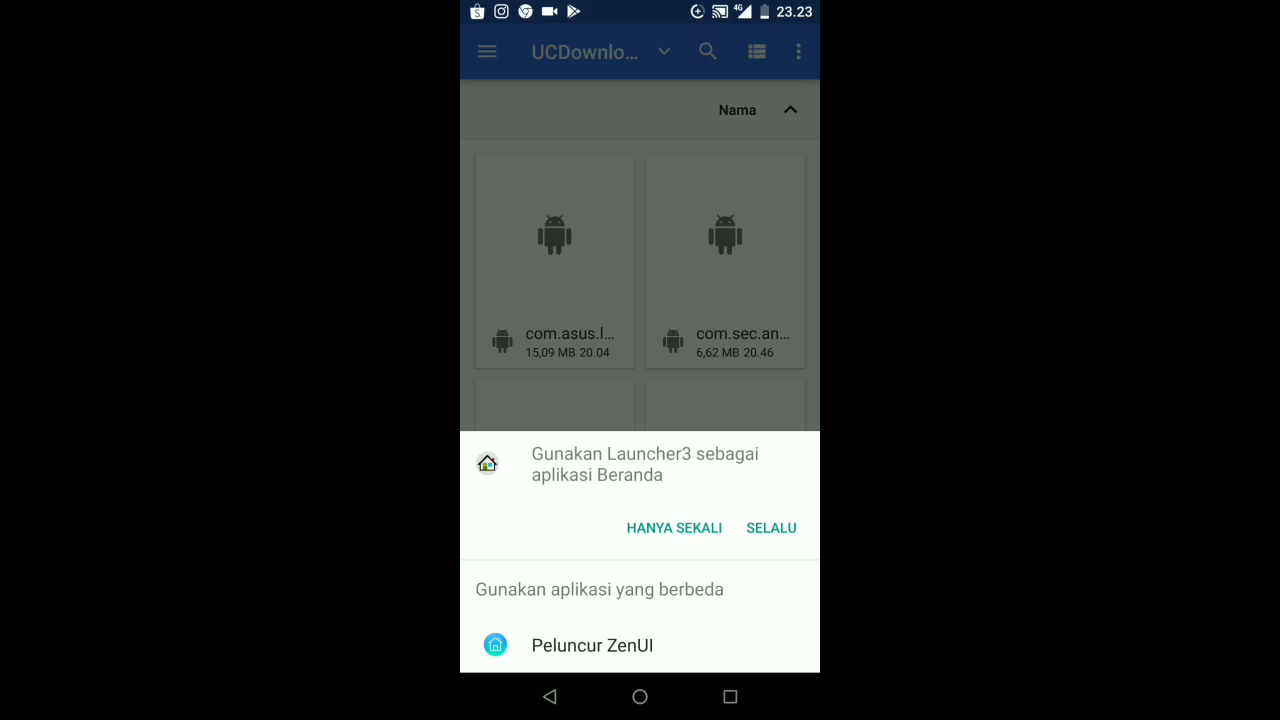 4G 23.23
UCDownlo...
Nama
com.asus.l...
15,09 MB 20.04
com.sec.an...
6,62 MB 20.46
Gunakan Launcher3 sebagai
aplikasi Beranda
HANYA SEKALI SELALU
Gunakan aplikasi yang berbeda
Peluncur ZenUI